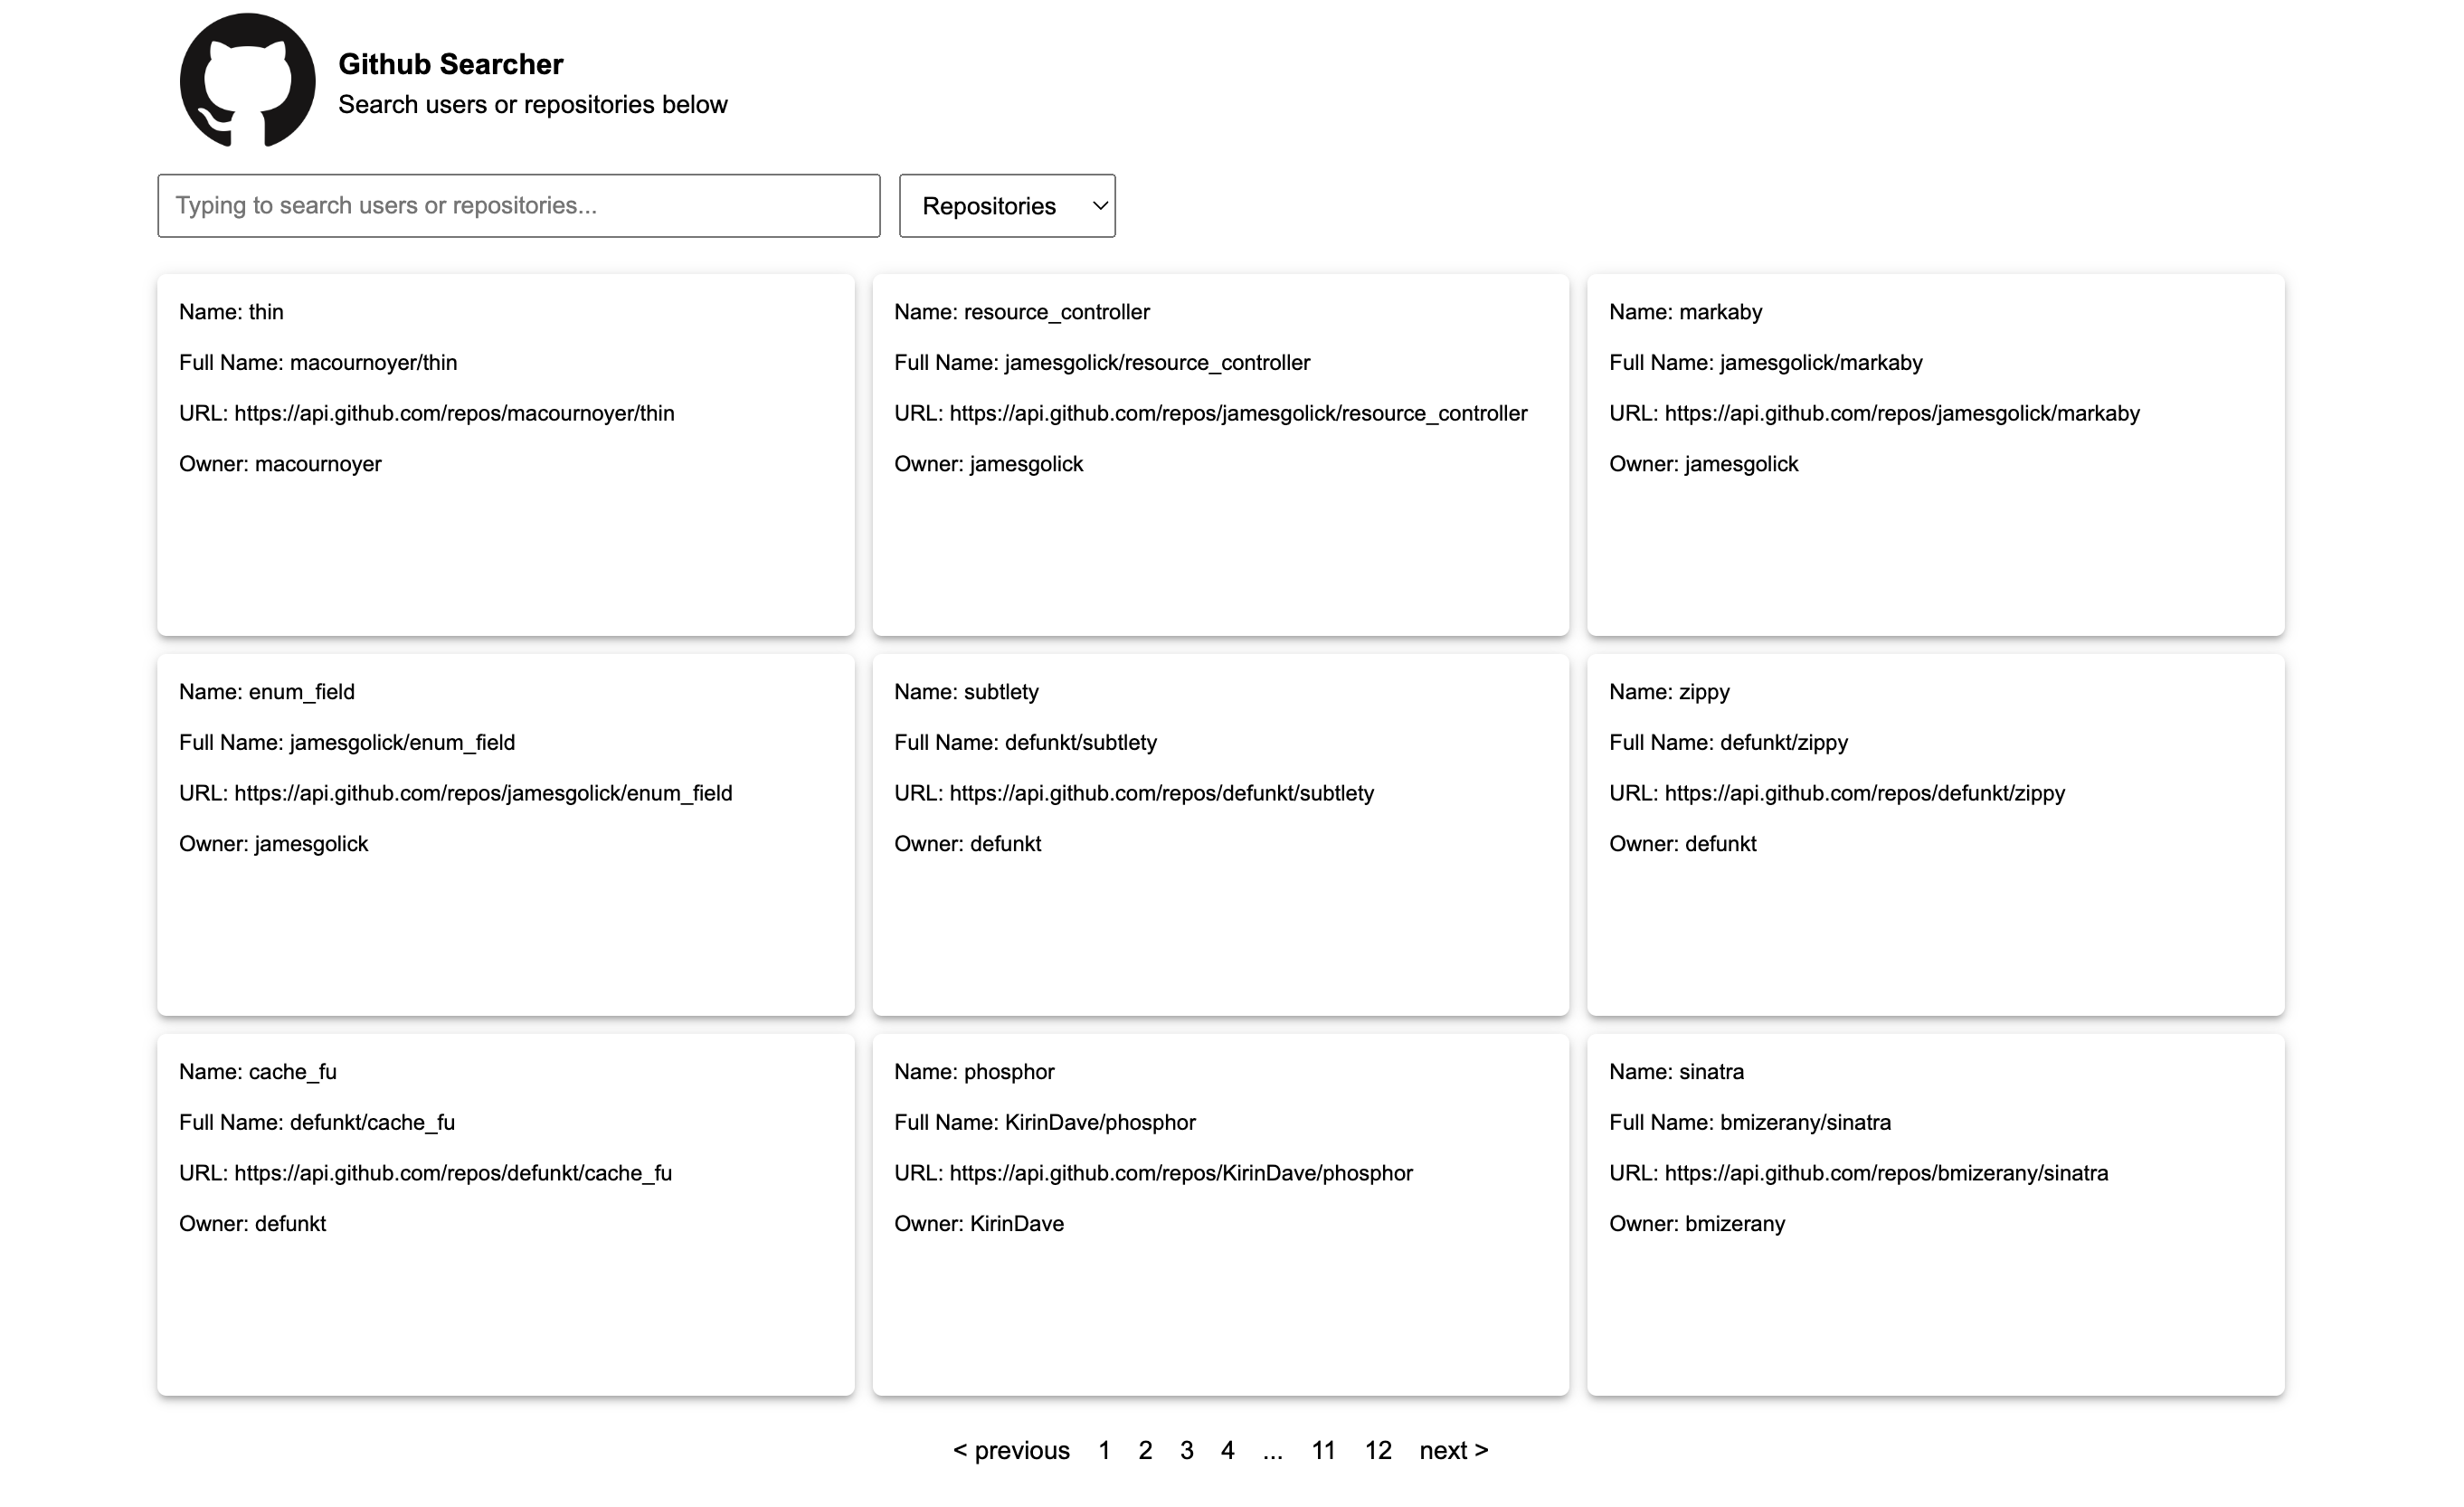 Github Searcher
Search users or repositories below
Typing to search users or repositories...
Repositories
Name: thin
Full Name: macournoyer/thin
URL: https://api.github.com/repos/macournoyer/thin
Owner: macournoyer
Name: resource_controller
Full Name: jamesgolick/resource_controller
URL: https://api.github.com/repos/jamesgolick/resource_controller
Owner: jamesgolick
Name: markaby
Full Name: jamesgolick/markaby
URL: https://api.github.com/repos/jamesgolick/markaby
Owner: jamesgolick
Name: enum_field
Full Name: jamesgolick/enum_field
URL: https://api.github.com/repos/jamesgolick/enum_field
Owner: jamesgolick
Name: subtlety
Full Name: defunkt/subtlety
URL: https://api.github.com/repos/defunkt/subtlety
Owner: defunkt
Name: zippy
Full Name: defunkt/zippy
URL: https://api.github.com/repos/defunkt/zippy
Owner: defunkt
Name: cache_fu
Full Name: defunkt/cache_fu
URL: https://api.github.com/repos/defunkt/cache_fu
Owner: defunkt
Name: phosphor
Full Name: KirinDave/phosphor
URL: https://api.github.com/repos/KirinDave/phosphor
Owner: KirinDave
Name: sinatra
Full Name: bmizerany/sinatra
URL: https://api.github.com/repos/bmizerany/sinatra
Owner: bmizerany
< previous 1 2 3 4 ... 11 12 next >